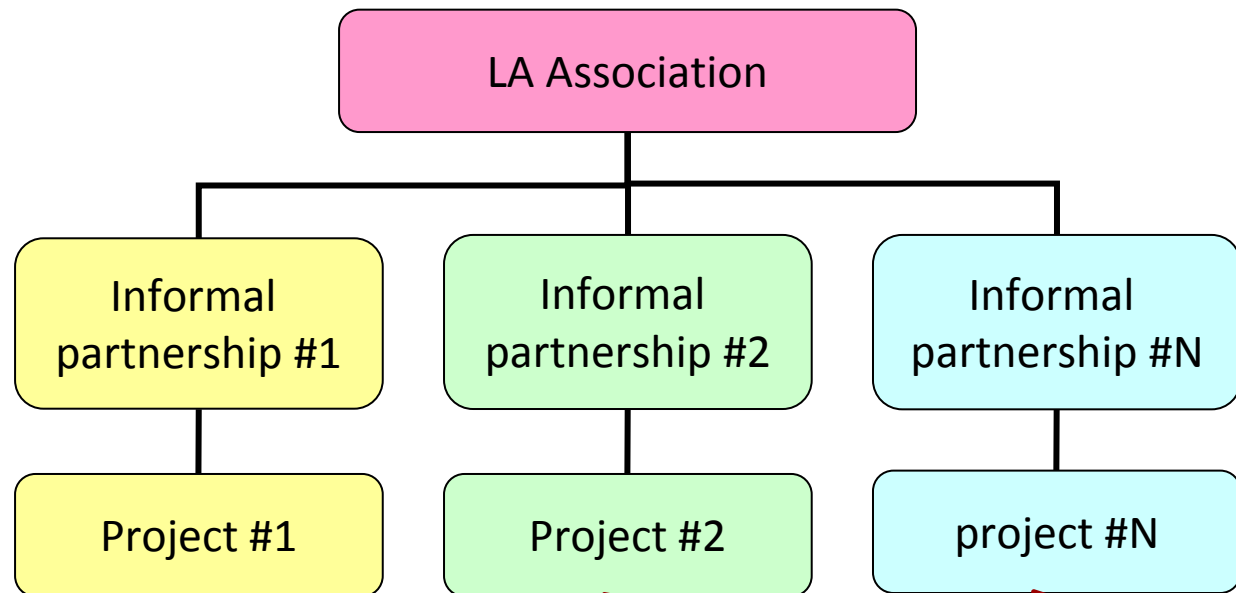 LA Association
Informal
partnership #1
Informal
partnership #2
Informal
partnership #N
Project #1
Project #2
project #N